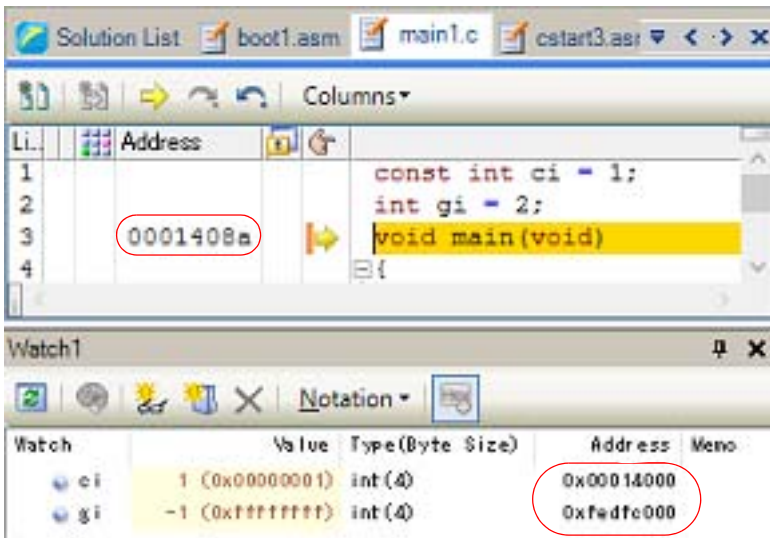 Solution List boot1.asm main1.c cstart3.as
Columns
Li.. Address
1 const int ci = 1;
2 int gi = 2;
3 0001408a void main(void)
4 {
Watch1
Notation
Watch Value Type(Byte Size) Address Memo
ci 1 (0x00000001) int(4) 0x00014000
gi -1 (0xffffffff) int(4) 0xfedfc000